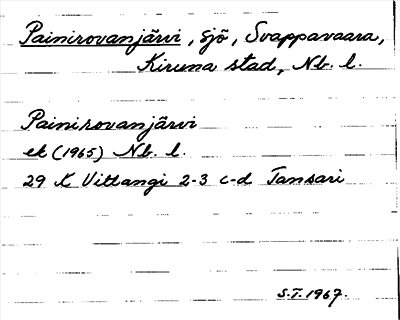 Painirovanjärvi, sjö, Svappavaara,
Kiruna stad, Nb. l.
Painirovanjärvi
ek (1965) Nb. l.
29 K Vittangi 2-3 c-d Tansari
S.T. 1967.